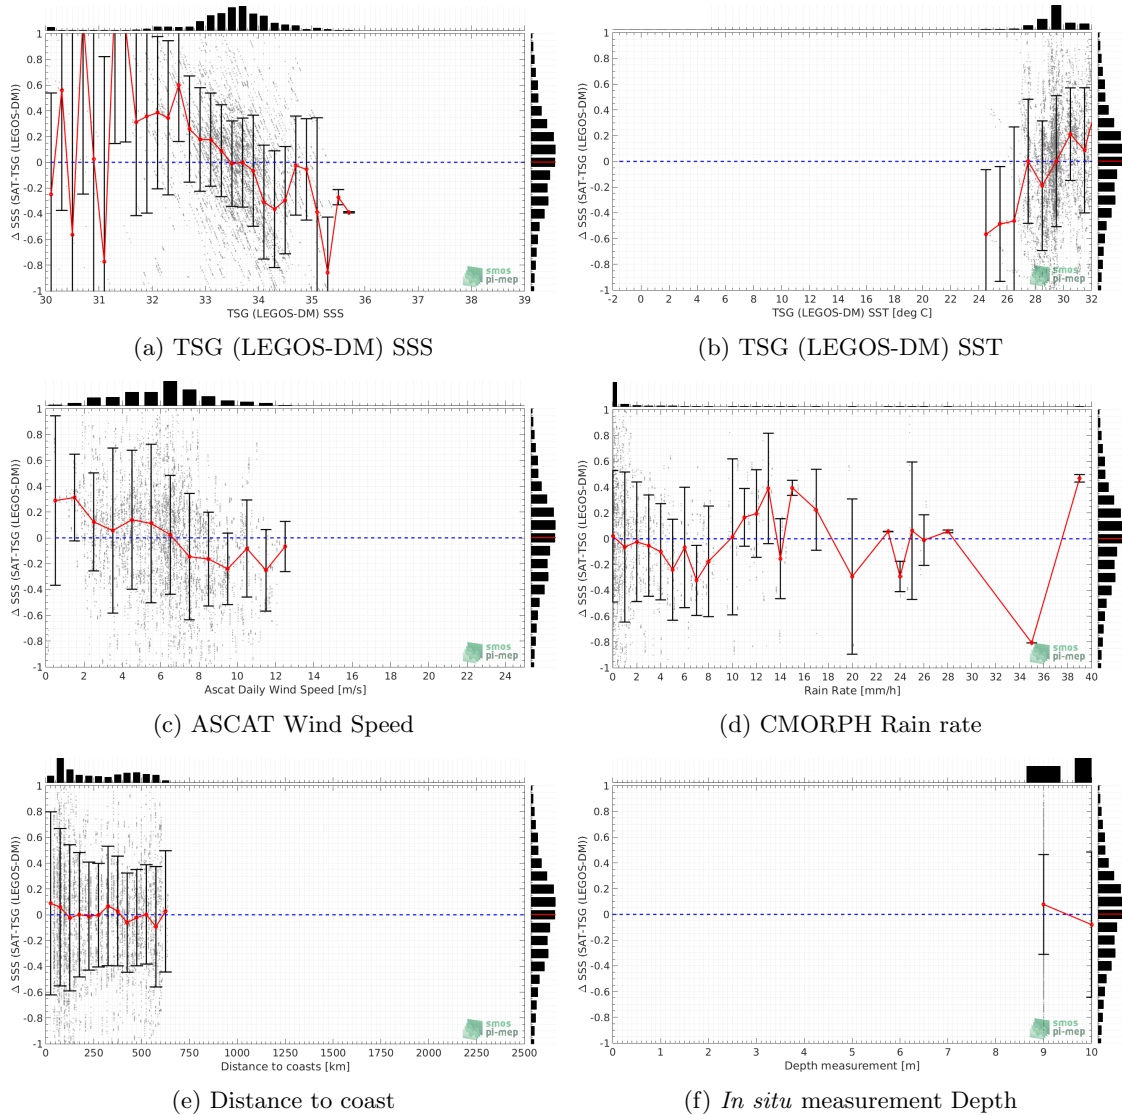 1
0.8
0.6
0.4
0.2
0
-0.2
-0.4
-0.6
-0.8
-1
Δ SSS (SAT-TSG (LEGOS-DM))
30 31 32 33 34 35 36 37 38 39
TSG (LEGOS-DM) SSS
smos
pi-mep
(a) TSG (LEGOS-DM) SSS
1
0.8
0.6
0.4
0.2
0
-0.2
-0.4
-0.6
-0.8
-1
Δ SSS (SAT-TSG (LEGOS-DM))
-2 0 2 4 6 8 10 12 14 16 18 20 22 24 26 28 30 32
TSG (LEGOS-DM) SST [deg C]
smos
pi-mep
(b) TSG (LEGOS-DM) SST
1
0.8
0.6
0.4
0.2
0
-0.2
-0.4
-0.6
-0.8
-1
Δ SSS (SAT-TSG (LEGOS-DM))
0 2 4 6 8 10 12 14 16 18 20 22 24
Ascat Daily Wind Speed [m/s]
smos
pi-mep
(c) ASCAT Wind Speed
1
0.8
0.6
0.4
0.2
0
-0.2
-0.4
-0.6
-0.8
-1
Δ SSS (SAT-TSG (LEGOS-DM))
0 2 4 6 8 10 12 14 16 18 20 22 24 26 28 30 32 34 36 38 40
Rain Rate [mm/h]
smos
pi-mep
(d) CMORPH Rain rate
1
0.8
0.6
0.4
0.2
0
-0.2
-0.4
-0.6
-0.8
-1
Δ SSS (SAT-TSG (LEGOS-DM))
0 250 500 750 1000 1250 1500 1750 2000 2250 2500
Distance to coasts [km]
smos
pi-mep
(e) Distance to coast
1
0.8
0.6
0.4
0.2
0
-0.2
-0.4
-0.6
-0.8
-1
Δ SSS (SAT-TSG (LEGOS-DM))
0 1 2 3 4 5 6 7 8 9 10
Depth measurement [m]
smos
pi-mep
(f) In situ measurement Depth